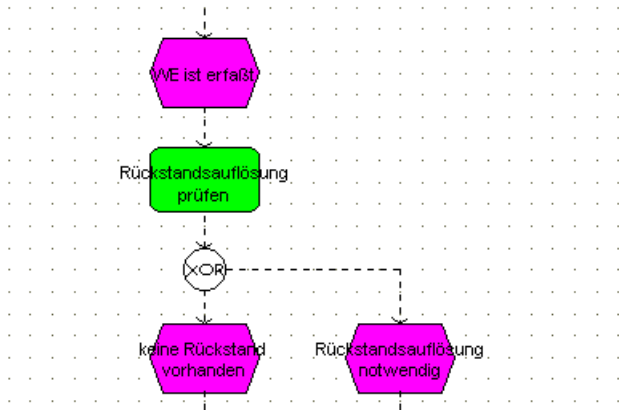 WE ist erfaßt
Rückstandsauflösung
prüfen
XOR
keine Rückstand
vorhanden
Rückstandsauflösung
notwendig